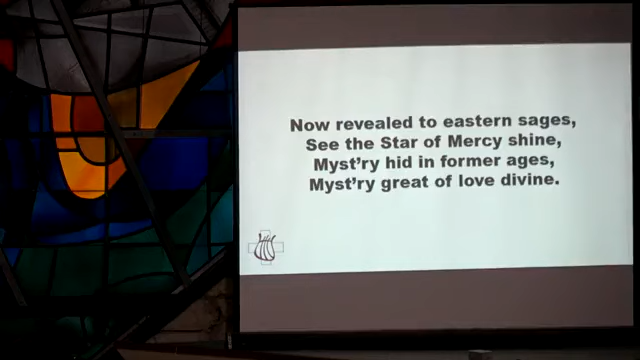 Now revealed to eastern sages,
See the Star of Mercy shine,
Myst'ry hid in former ages,
Myst'ry great of love divine.